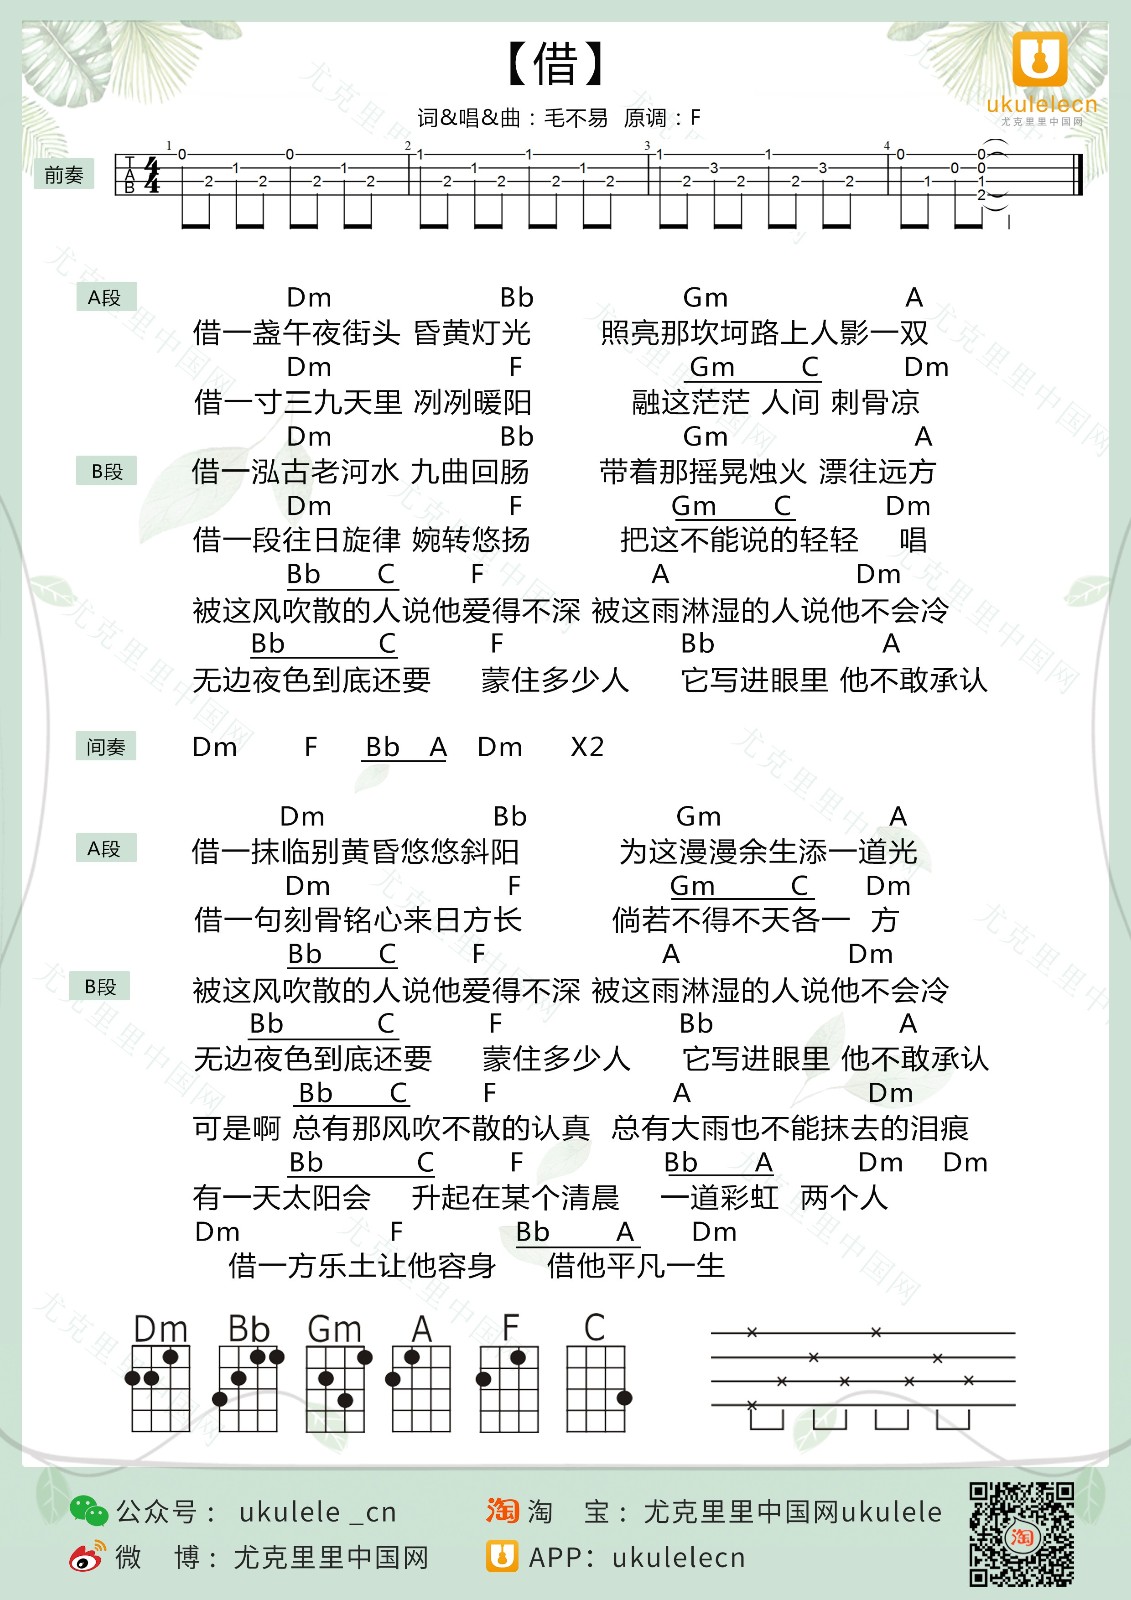 【借】
ukulelecn
尤克里里中国网
词&唱&曲：毛不易 原调：F
前奏
1 2 3 4
T A B 4 4
0 0 1 1 1 1 0 0
1 1 1 1 3 3 0 0
2 2 2 2 2 2 2 2 2 2 2 2 1 1
2
Dm Bb Gm A
A段
借一盏午夜街头 昏黄灯光 照亮那坎坷路上人影一双
Dm F Gm C Dm
借一寸三九天里 冽冽暖阳 融这茫茫 人间 刺骨凉
Dm Bb Gm A
B段
借一泓古老河水 九曲回肠 带着那摇晃烛火 漂往远方
Dm F Gm C Dm
借一段往日旋律 婉转悠扬 把这不能说的轻轻 唱
Bb C F A Dm
被这风吹散的人说他爱得不深 被这雨淋湿的人说他不会冷
Bb C F Bb A
无边夜色到底还要 蒙住多少人 它写进眼里 他不敢承认
间奏 Dm F Bb A Dm X2
Dm Bb Gm A
A段
借一抹临别黄昏悠悠斜阳 为这漫漫余生添一道光
Dm F Gm C Dm
借一句刻骨铭心来日方长 倘若不得不天各一 方
Bb C F A Dm
B段
被这风吹散的人说他爱得不深 被这雨淋湿的人说他不会冷
Bb C F Bb A
无边夜色到底还要 蒙住多少人 它写进眼里 他不敢承认
Bb C F A Dm
可是啊 总有那风吹不散的认真 总有大雨也不能抹去的泪痕
Bb C F Bb A Dm Dm
有一天太阳会 升起在某个清晨 一道彩虹 两个人
Dm F Bb A Dm
借一方乐土让他容身 借他平凡一生
Dm Bb Gm A F C
公众号： ukulele _cn
淘 淘 宝：尤克里里中国网ukulele
微 博：尤克里里中国网
APP：ukulelecn
淘